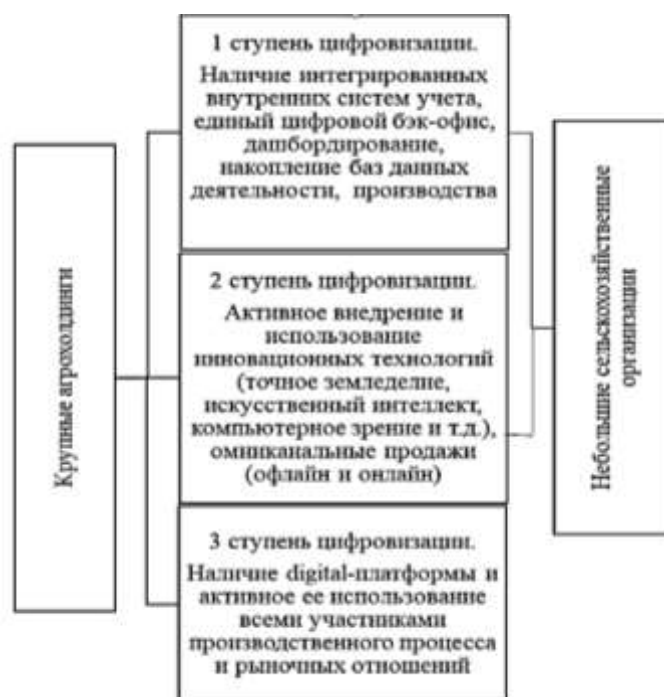 Крупные агрохолдинги
1 ступень цифровизации.
Наличие интегрированных
внутренних систем учета,
единый цифровой бэк-офис,
дашбордирование,
накопление баз данных
деятельности, производства
2 ступень цифровизации.
Активное внедрение и
использование
инновационных технологий
(точное земледелие,
искусственный интеллект,
компьютерное зрение и т.д.),
омниканальные продажи
(офлайн и онлайн)
3 ступень цифровизации.
Наличие digital-платформы и
активное ее использование
всеми участниками
производственного процесса
и рыночных отношений
Небольшие сельскохозяйственные
организации